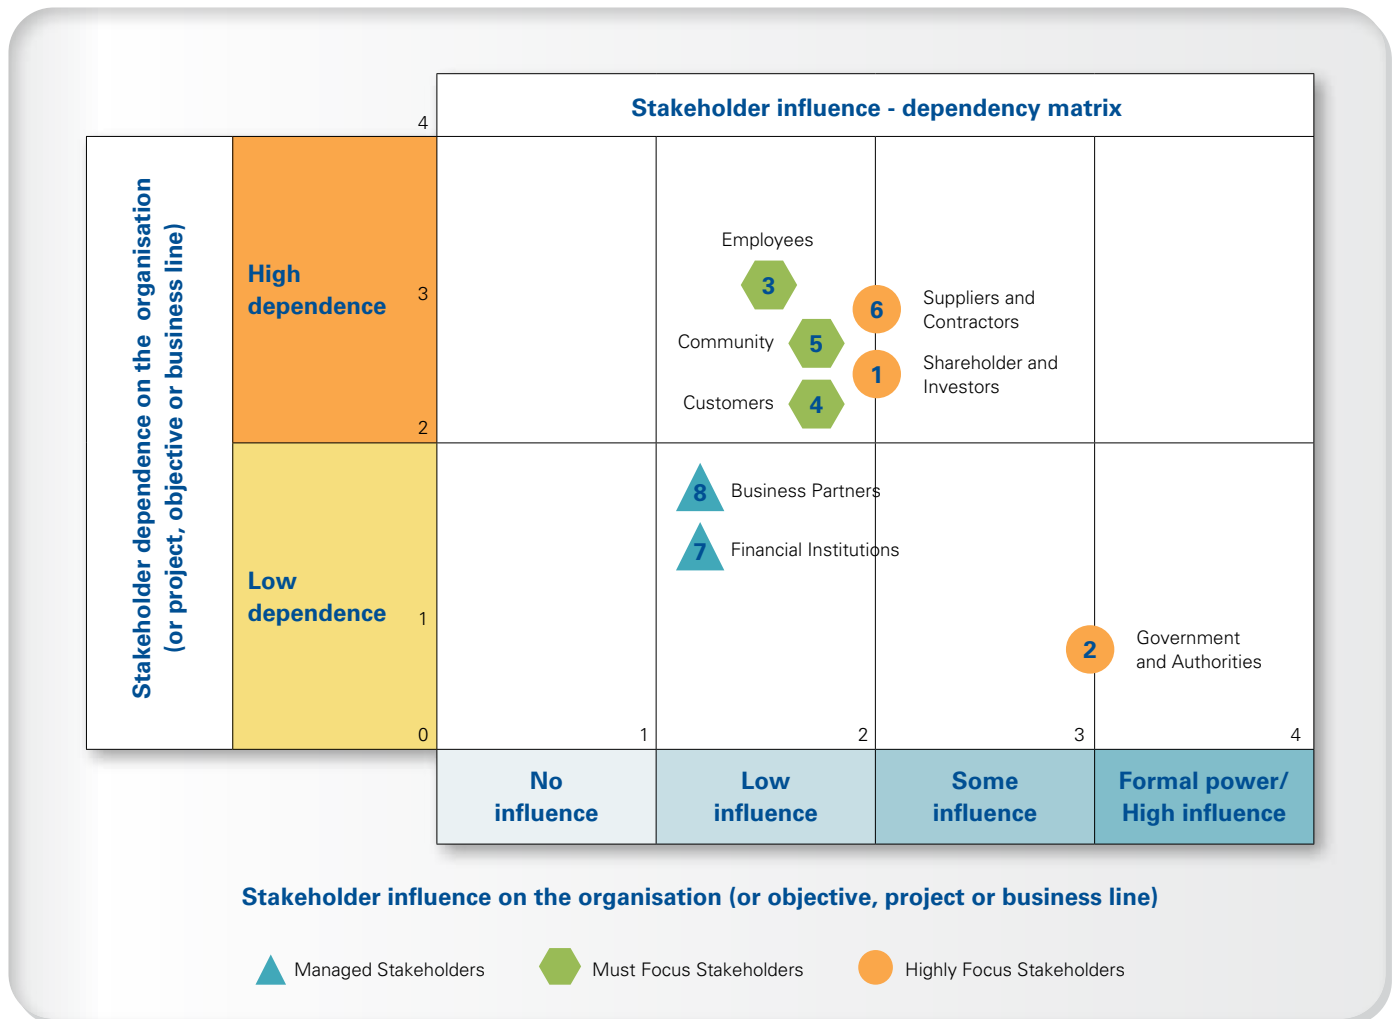 Stakeholder influence - dependency matrix
4
Stakeholder dependence on the organisation
(or project, objective or business line)
High
dependence
3
2
Employees
3
Community
5
Customers
4
6
Suppliers and
Contractors
1
Shareholder and
Investors
Low
dependence
1
0
8
Business Partners
7
Financial Institutions
2
Government
and Authorities
1
2
3
4
No
influence
Low
influence
Some
influence
Formal power/
High influence
Stakeholder influence on the organisation (or objective, project or business line)
Managed Stakeholders
Must Focus Stakeholders
Highly Focus Stakeholders